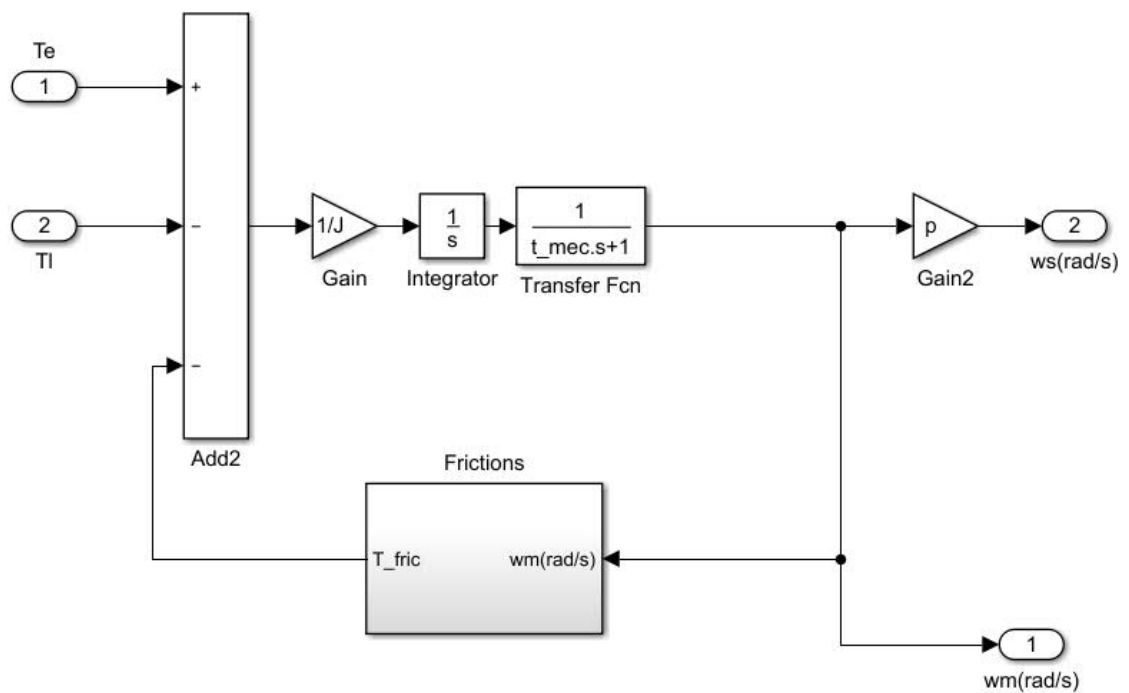 Te
1
+
2
−
Tl
−
Add2
1/J
Gain
1
s
Integrator
1
t_mec.s+1
Transfer Fcn
p
Gain2
2
ws(rad/s)
Frictions
T_fric
wm(rad/s)
1
wm(rad/s)